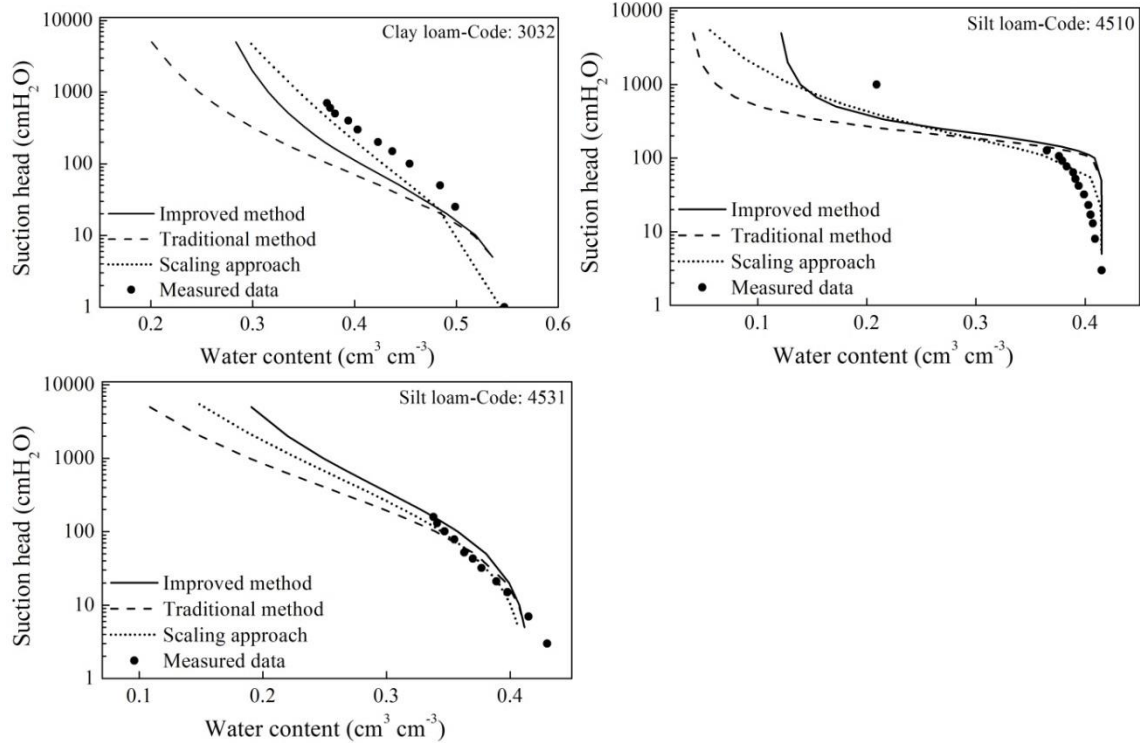 Clay loam-Code: 3032
10000
1000
100
10
1
Suction head (cmH₂O)
Improved method
Traditional method
Scaling approach
Measured data
0.2 0.3 0.4 0.5 0.6
Water content (cm³ cm⁻³)
Silt loam-Code: 4510
10000
1000
100
10
1
Suction head (cmH₂O)
Improved method
Traditional method
Scaling approach
Measured data
0.1 0.2 0.3 0.4
Water content (cm³ cm⁻³)
Silt loam-Code: 4531
10000
1000
100
10
1
Suction head (cmH₂O)
Improved method
Traditional method
Scaling approach
Measured data
0.1 0.2 0.3 0.4
Water content (cm³ cm⁻³)